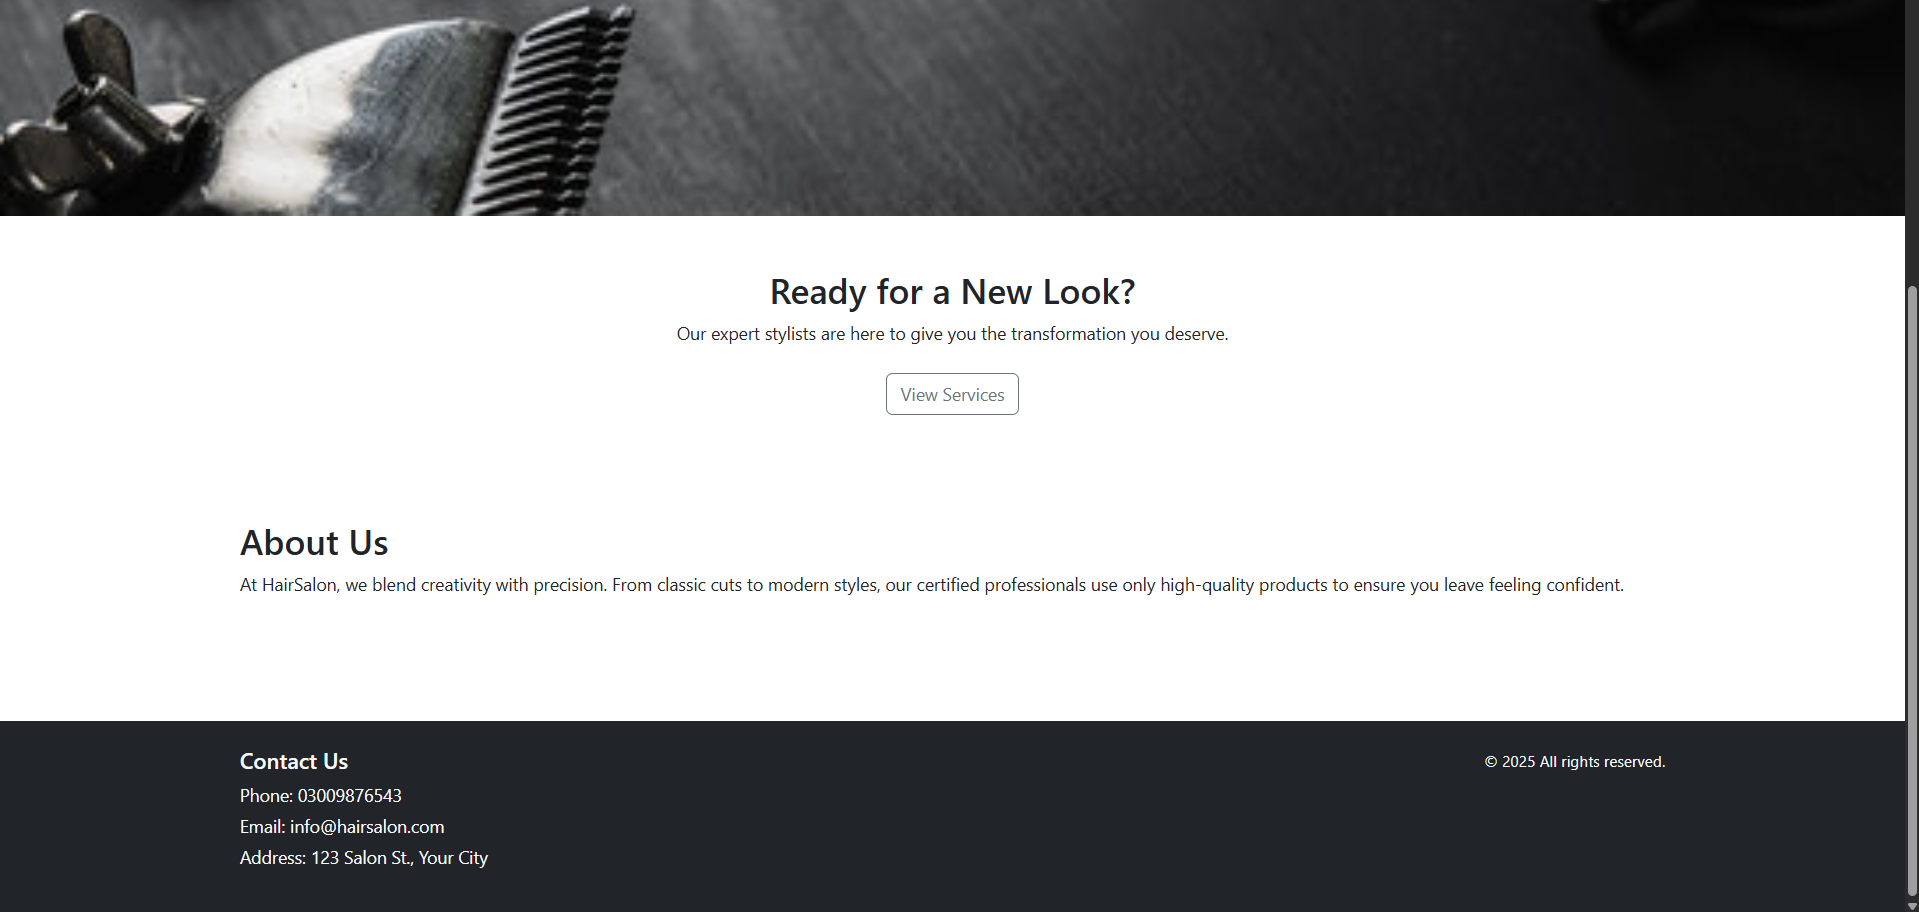 Ready for a New Look?
Our expert stylists are here to give you the transformation you deserve.
View Services
About Us
At HairSalon, we blend creativity with precision. From classic cuts to modern styles, our certified professionals use only high-quality products to ensure you leave feeling confident.
Contact Us
© 2025 All rights reserved.
Phone: 03009876543
Email: info@hairsalon.com
Address: 123 Salon St., Your City